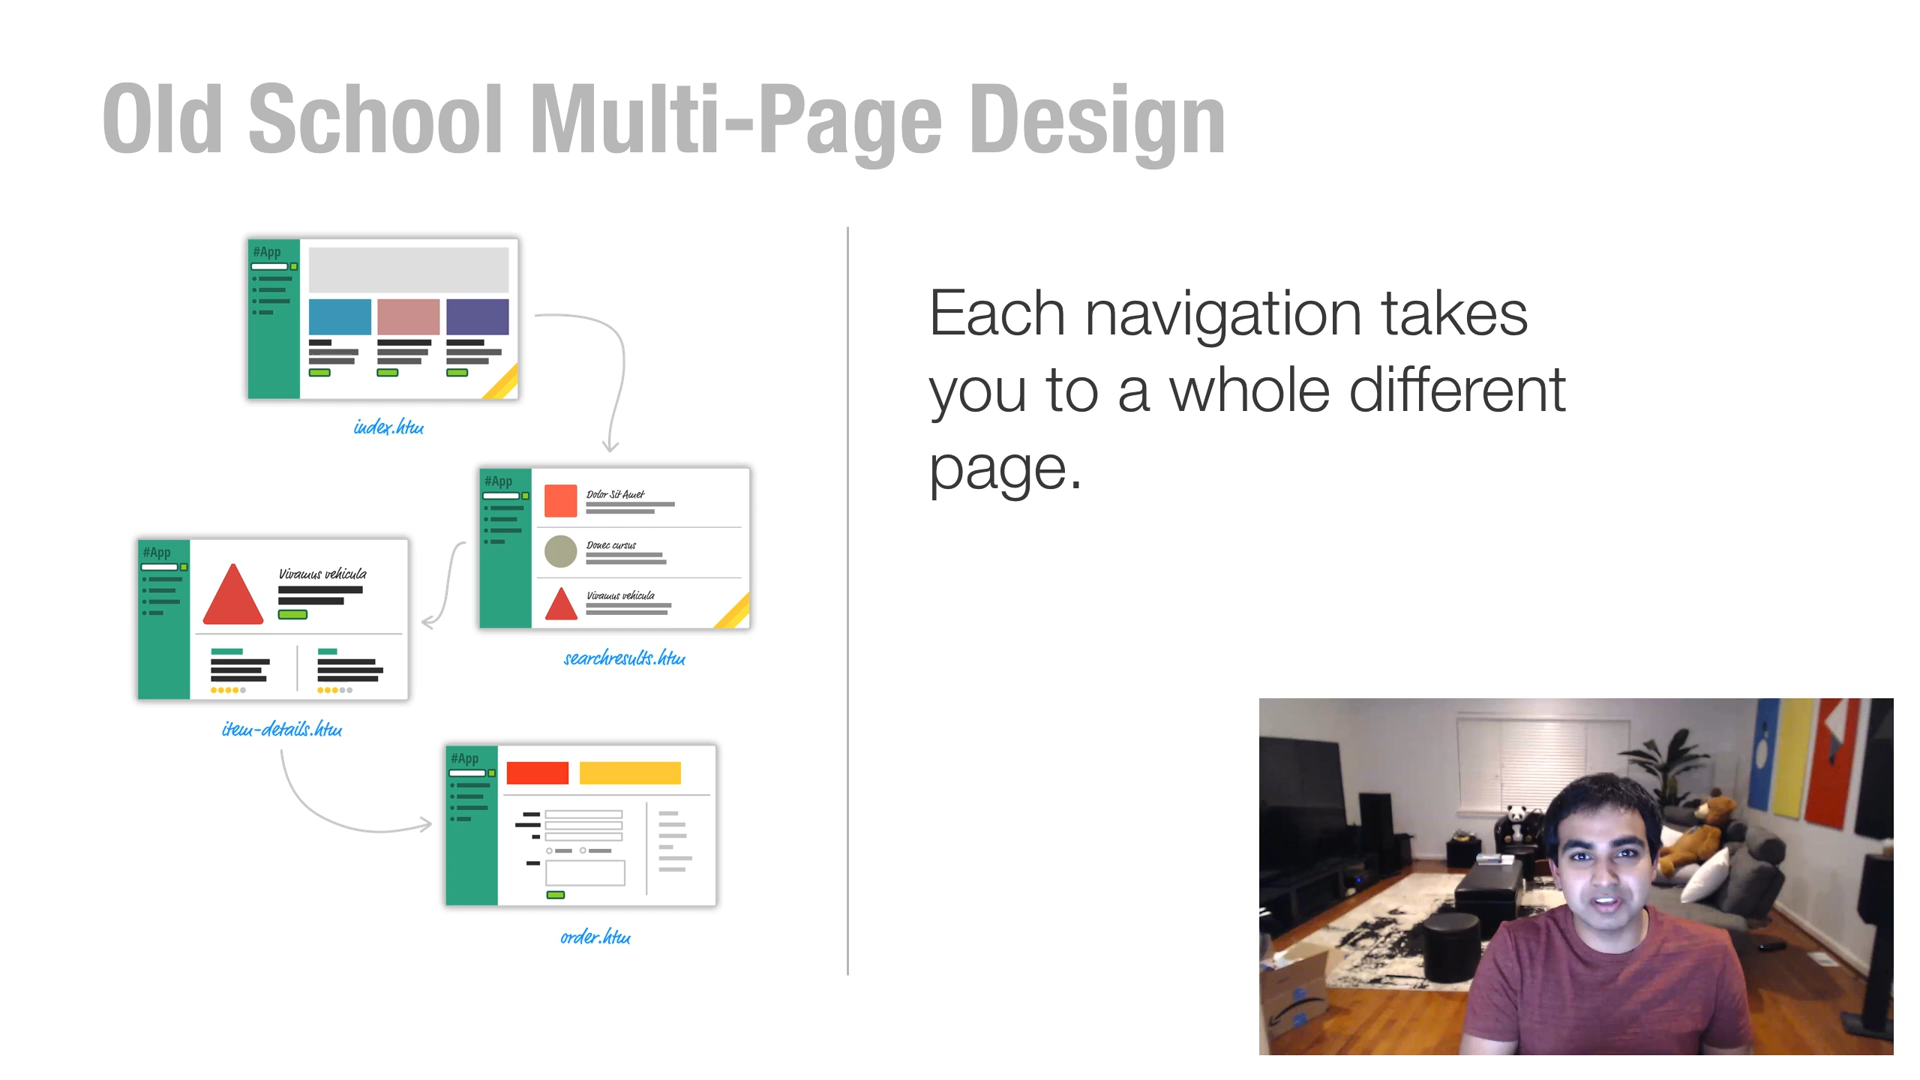 Old School Multi-Page Design
#App
index.htm
#App
Dolor Sit Amet
Donec cursus
Vivamus vehicula
searchresults.htm
#App
Vivamus vehicula
item-details.htm
#App
order.htm
Each navigation takes
you to a whole different
page.